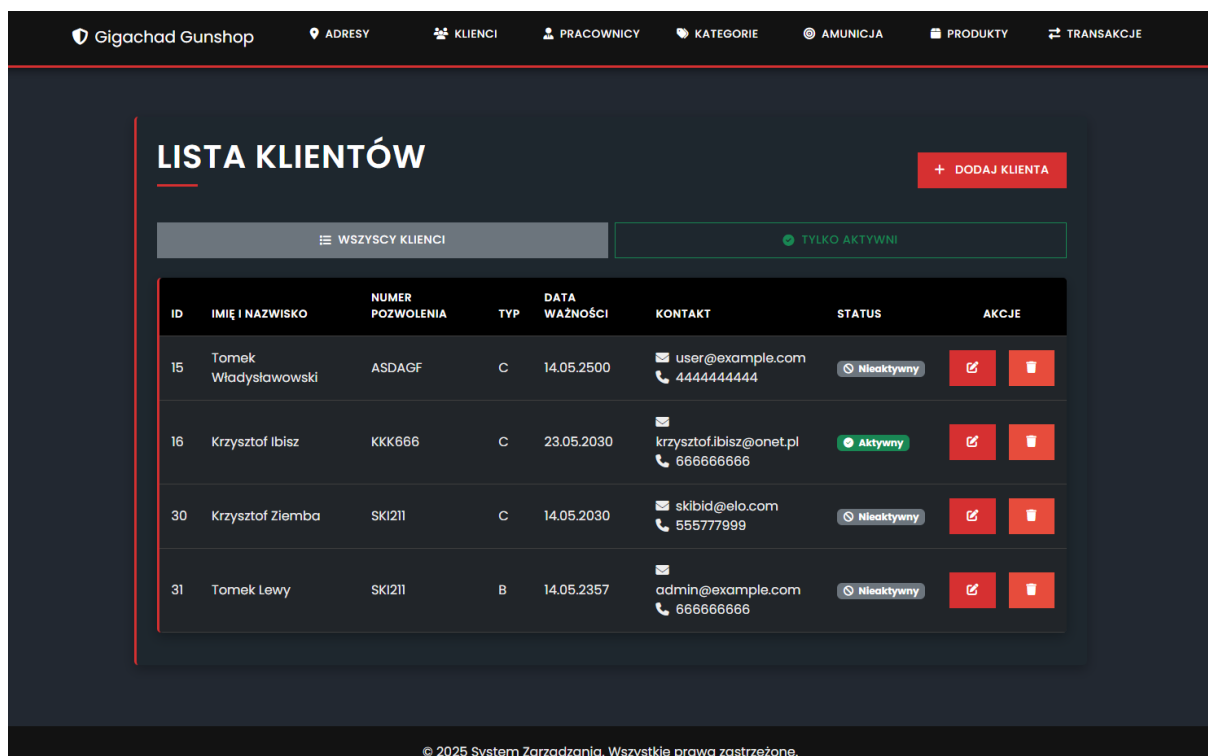 Gigachad Gunshop ADRESY KLIENCI PRACOWNICY KATEGORIE AMUNICJA PRODUKTY TRANSAKCJE
LISTA KLIENTÓW
+ DODAJ KLIENTA
WSZYSCY KLIENCI TYLKO AKTYWNI
ID IMIĘ I NAZWISKO NUMER POZWOLENIA TYP DATA WAŻNOŚCI KONTAKT STATUS AKCJE
15 Tomek Władysławowski ASDAGF C 14.05.2500 user@example.com 4444444444 Nieaktywny
16 Krzysztof Ibisz KKK666 C 23.05.2030 krzysztof.ibisz@onet.pl 666666666 Aktywny
30 Krzysztof Ziemba SKI211 C 14.05.2030 skibid@elo.com 555777999 Nieaktywny
31 Tomek Lewy SKI211 B 14.05.2357 admin@example.com 666666666 Nieaktywny
© 2025 System Zarządzania. Wszystkie prawa zastrzeżone.